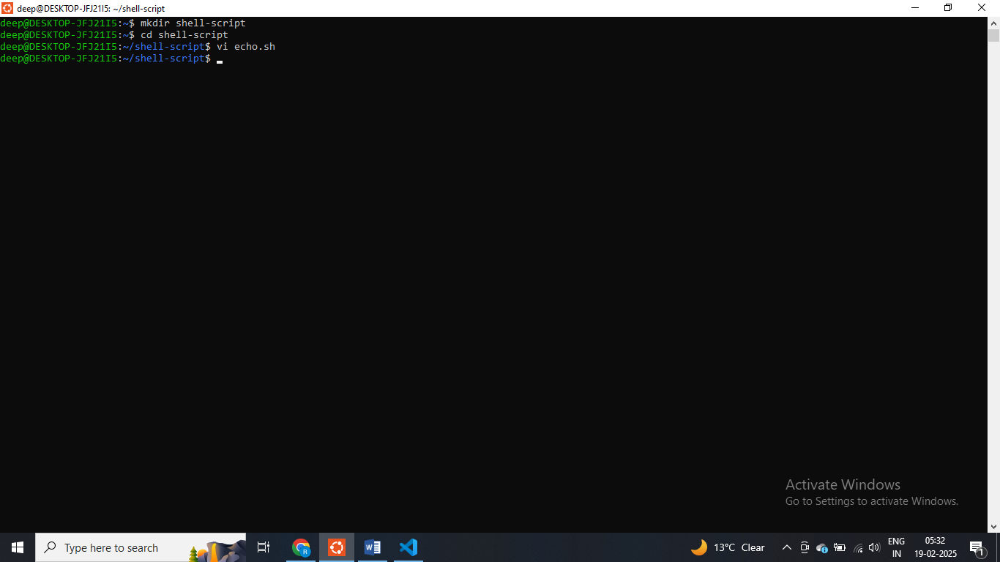 deep@DESKTOP-JFJ21I5: ~/shell-script
deep@DESKTOP-JFJ21I5:~$ mkdir shell-script
deep@DESKTOP-JFJ21I5:~$ cd shell-script
deep@DESKTOP-JFJ21I5:~/shell-script$ vi echo.sh
deep@DESKTOP-JFJ21I5:~/shell-script$
Activate Windows
Go to Settings to activate Windows.
Type here to search
R
W
13°C Clear
ENG
IN
05:32
19-02-2025
1